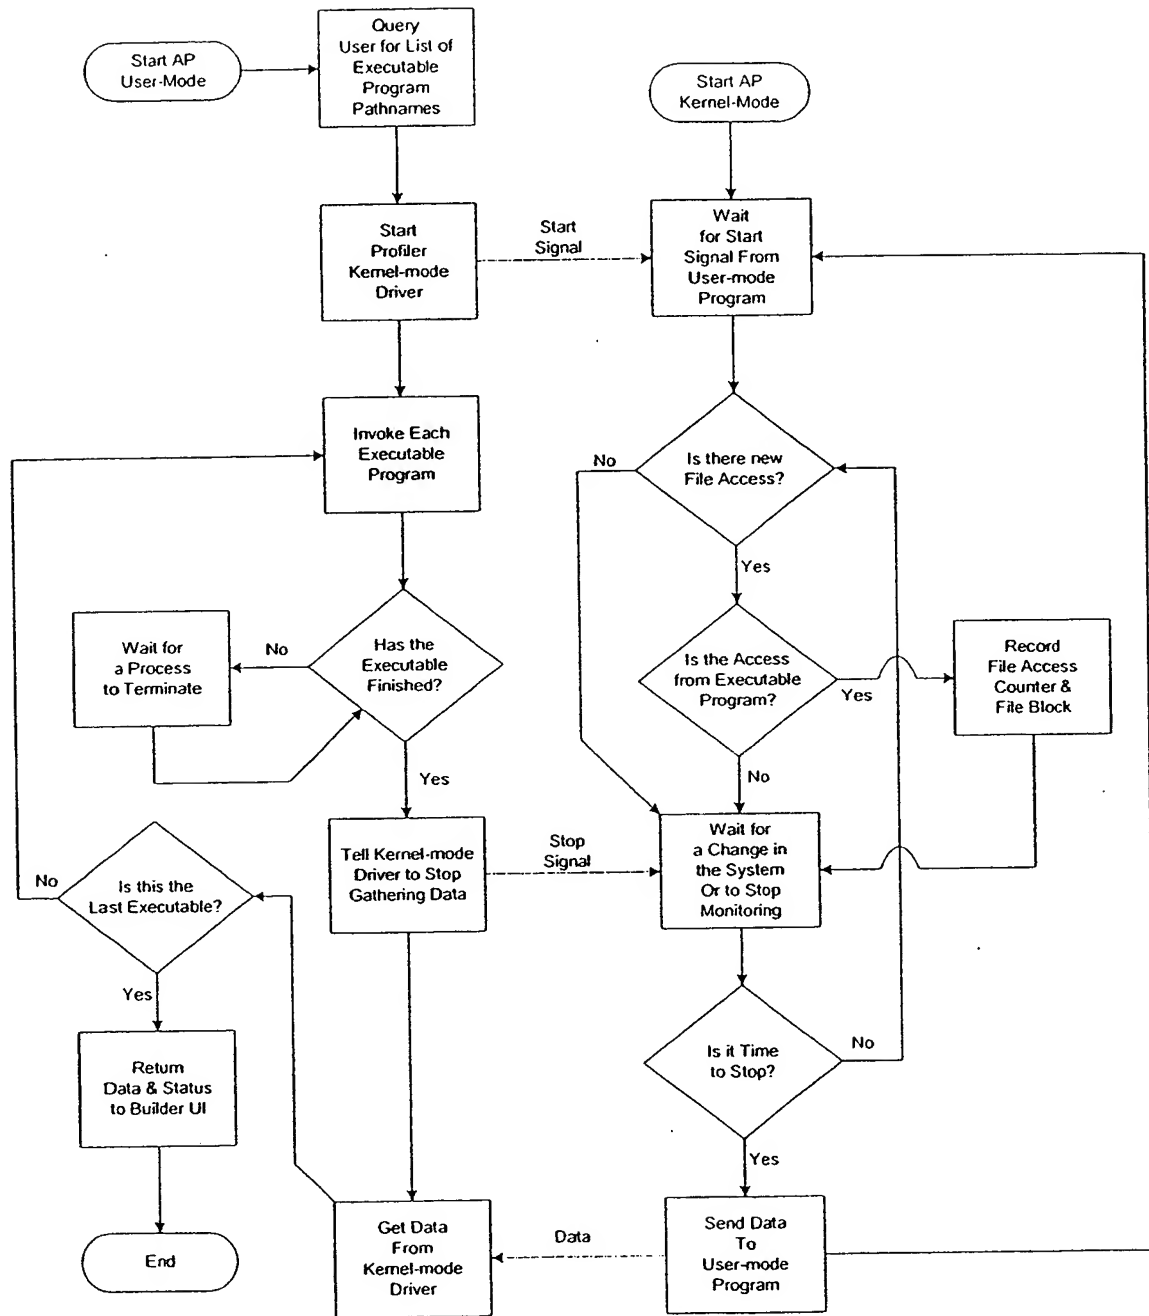 Start AP
User-Mode
Query
User for List of
Executable
Program
Pathnames
Start AP
Kernel-Mode
Start
Profiler
Kernel-mode
Driver
Start
Signal
Wait
for Start
Signal From
User-mode
Program
Invoke Each
Executable
Program
No
Is there new
File Access?
Yes
Wait for
a Process
to Terminate
No
Has the
Executable
Finished?
Is the Access
from Executable
Program?
Yes
Record
File Access
Counter &
File Block
Yes
No
No
Is this the
Last Executable?
Tell Kernel-mode
Driver to Stop
Gathering Data
Stop
Signal
Wait for
a Change in
the System
Or to Stop
Monitoring
Yes
Return
Data & Status
to Builder UI
Is it Time
to Stop?
No
Yes
End
Get Data
From
Kernel-mode
Driver
Data
Send Data
To
User-mode
Program